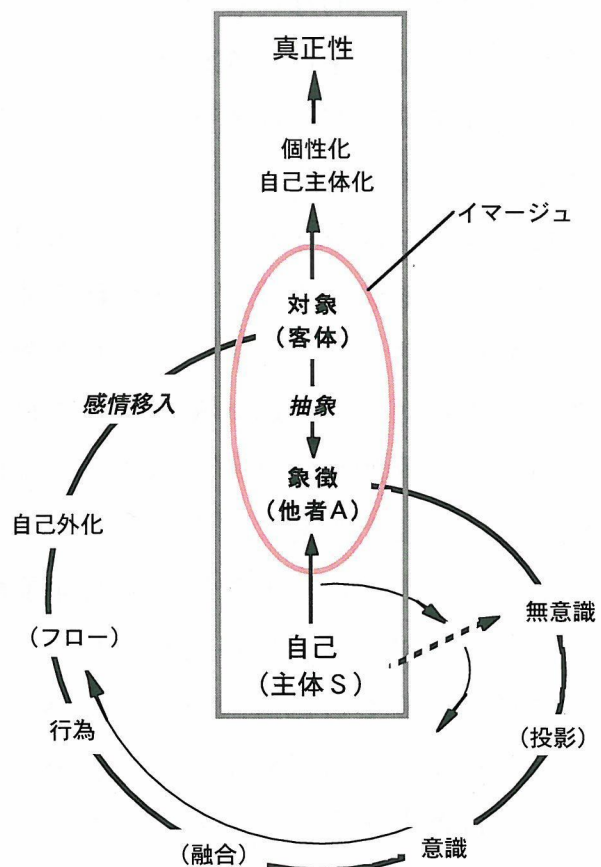 真正性
個性化
自己主体化
イマージュ
対象
(客体)
感情移入
抽象
象徴
(他者A)
自己外化
無意識
(フロー)
自己
(主体S)
行為
(投影)
意識
(融合)